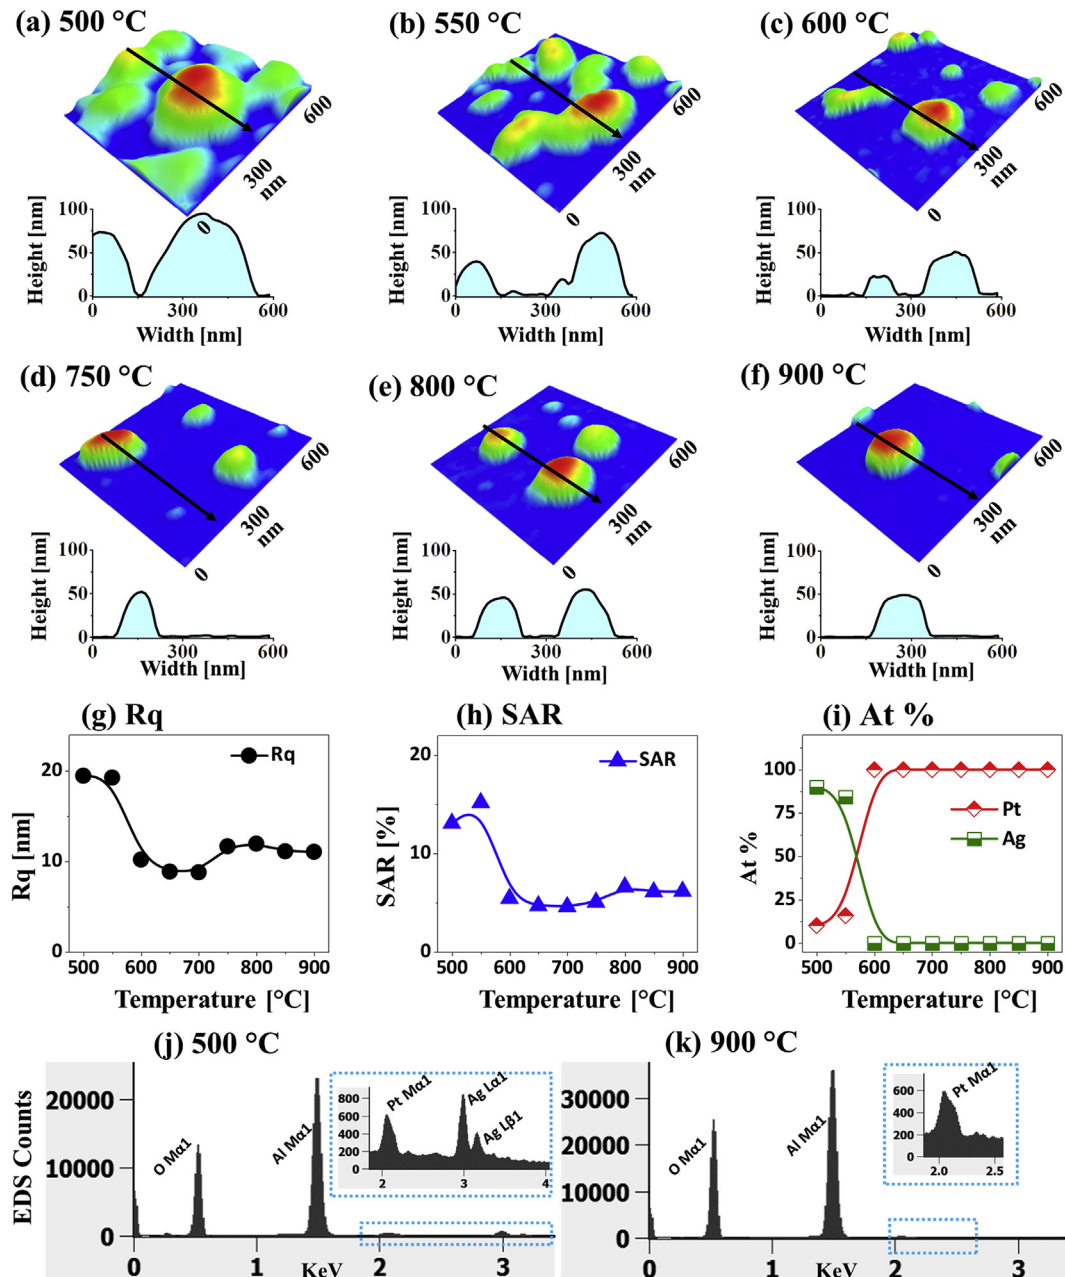 (a) 500 °C
(b) 550 °C
(c) 600 °C
600
300
nm
0
600
300
nm
0
600
300
nm
0
Height [nm]
100
50
0
0 300 600
Width [nm]
Height [nm]
100
50
0
0 300 600
Width [nm]
Height [nm]
100
50
0
0 300 600
Width [nm]
(d) 750 °C
(e) 800 °C
(f) 900 °C
600
300
nm
0
600
300
nm
0
600
300
nm
0
Height [nm]
100
50
0
0 300 600
Width [nm]
Height [nm]
100
50
0
0 300 600
Width [nm]
Height [nm]
100
50
0
0 300 600
Width [nm]
(g) Rq
Rq
Rq [nm]
20
10
0
500 600 700 800 900
Temperature [°C]
(h) SAR
SAR
SAR [%]
20
10
0
500 600 700 800 900
Temperature [°C]
(i) At %
Pt
Ag
At %
100
75
50
25
0
500 600 700 800 900
Temperature [°C]
(j) 500 °C
EDS Counts
20000
10000
0
O Mα1
Al Mα1
800
600
400
200
0
Pt Mα1
Ag Lα1
Ag Lβ1
2 3 4
0 1 2 3
KeV
(k) 900 °C
30000
20000
10000
0
O Mα1
Al Mα1
600
400
200
0
Pt Mα1
2.0 2.5
0 1 2 3
KeV